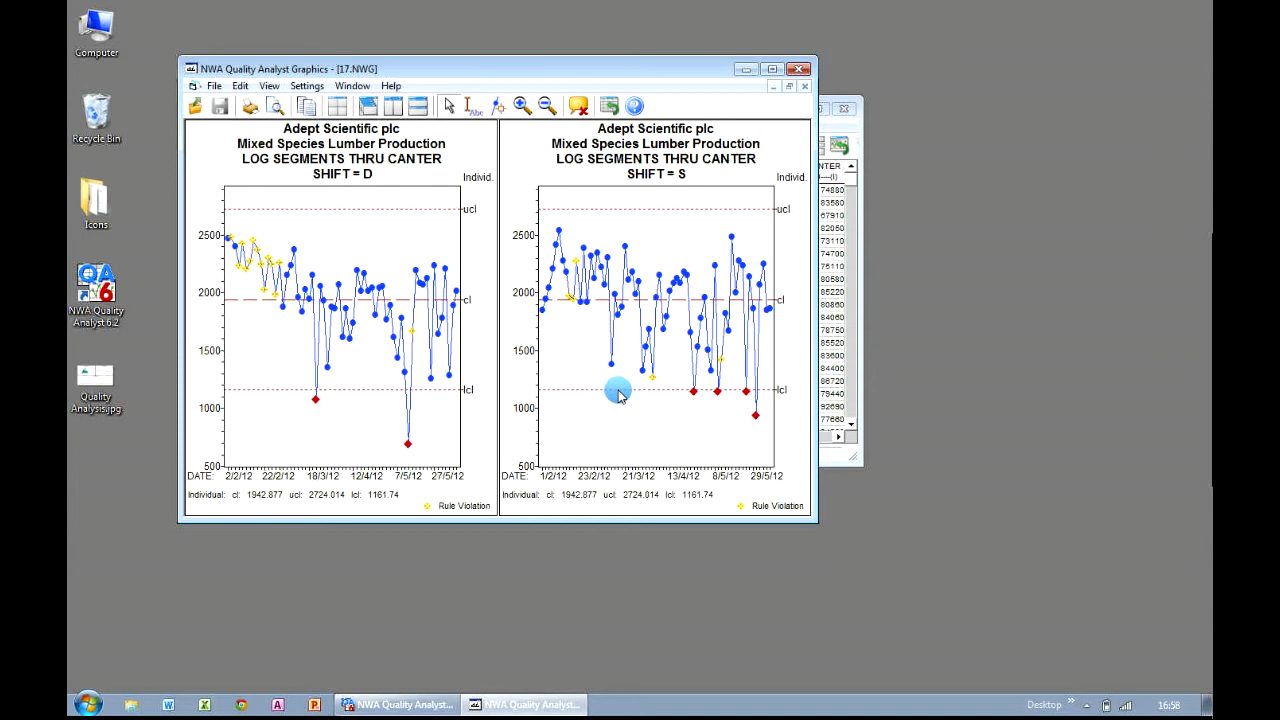 Computer
Recycle Bin
Icons
NWA Quality
Analyst 6.2
Quality
Analysis.jpg
NWA Quality Analyst Graphics - [17.NWG]
File Edit View Settings Window Help
Adept Scientific plc
Mixed Species Lumber Production
LOG SEGMENTS THRU CANTER
SHIFT = D
Individ.
ucl
2500
2000
cl
1500
lcl
1000
500
DATE: 2/2/12 22/2/12 18/3/12 12/4/12 7/5/12 27/5/12
Individual: cl: 1942.877 ucl: 2724.014 lcl: 1161.74
Rule Violation
Adept Scientific plc
Mixed Species Lumber Production
LOG SEGMENTS THRU CANTER
SHIFT = S
Individ.
ucl
2500
2000
cl
1500
lcl
1000
500
DATE: 1/2/12 23/2/12 21/3/12 13/4/12 8/5/12 29/5/12
Individual: cl: 1942.877 ucl: 2724.014 lcl: 1161.74
Rule Violation
NTER
74880
83580
67910
82050
73110
74700
75110
80580
80860
84060
78750
85520
83600
84400
79440
92690
77660
NWA Quality Analyst...
NWA Quality Analyst...
Desktop
16:58